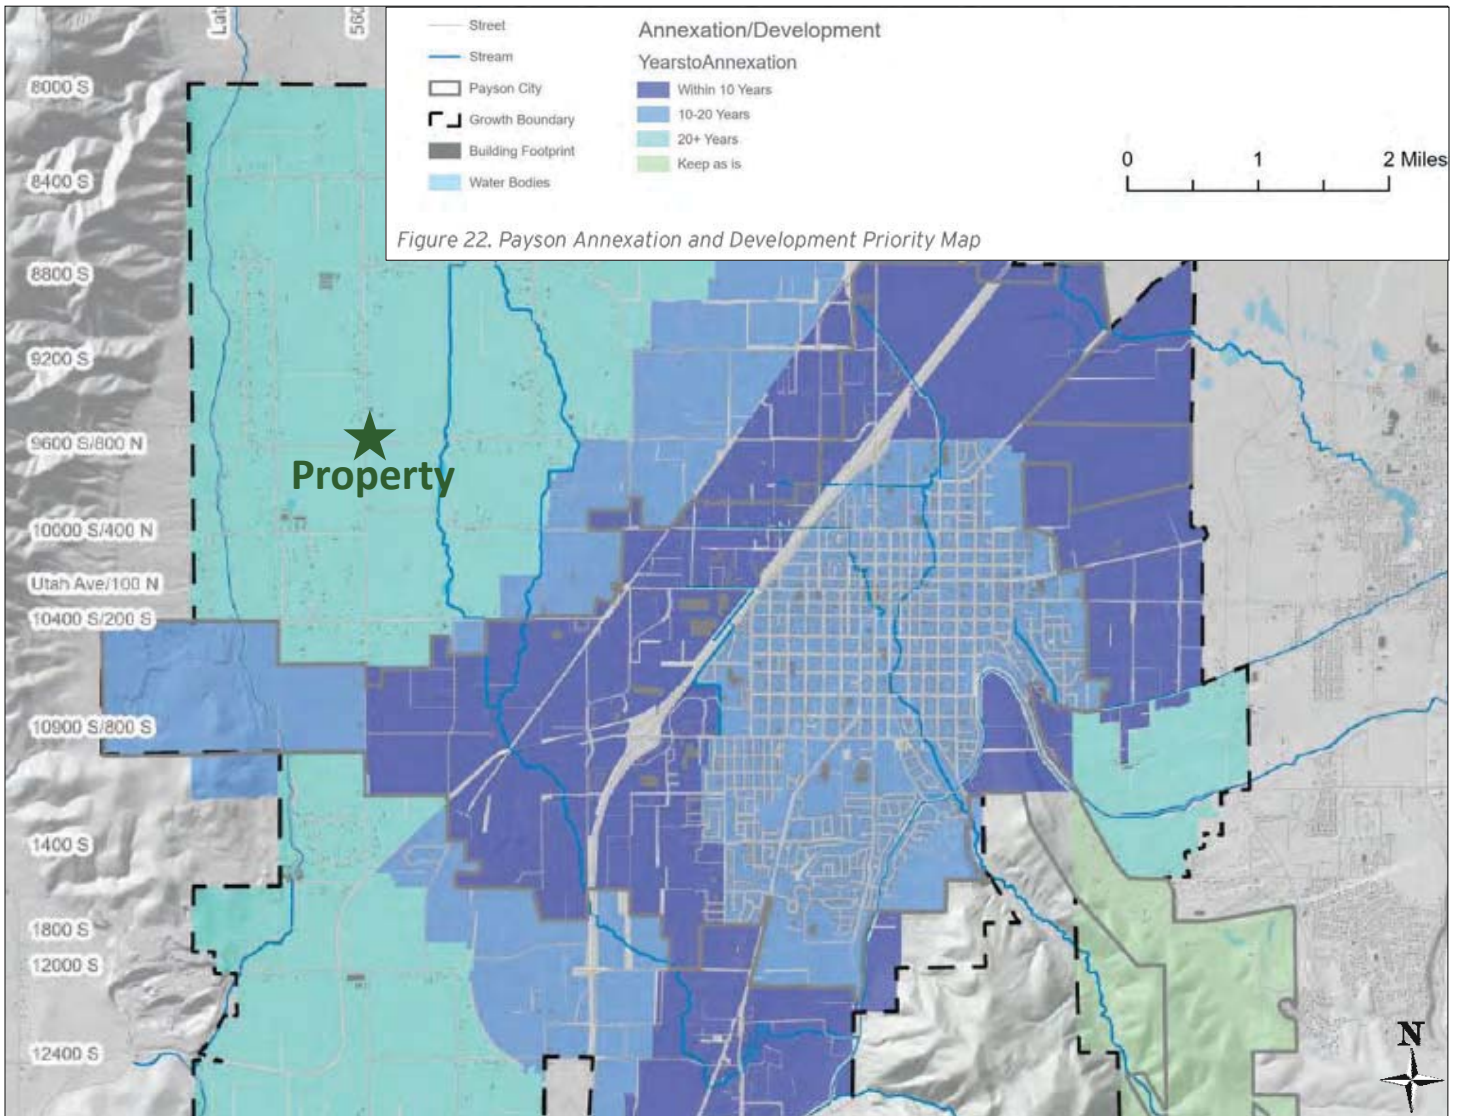 Street
Stream
Payson City
Growth Boundary
Building Footprint
Water Bodies
Annexation/Development
YearstoAnnexation
Within 10 Years
10-20 Years
20+ Years
Keep as is
0 1 2 Miles
Figure 22. Payson Annexation and Development Priority Map
8000 S
8400 S
8800 S
9200 S
9600 S/800 N
Property
10000 S/400 N
Utah Ave/100 N
10400 S/200 S
10900 S/800 S
1400 S
1800 S
12000 S
12400 S
N